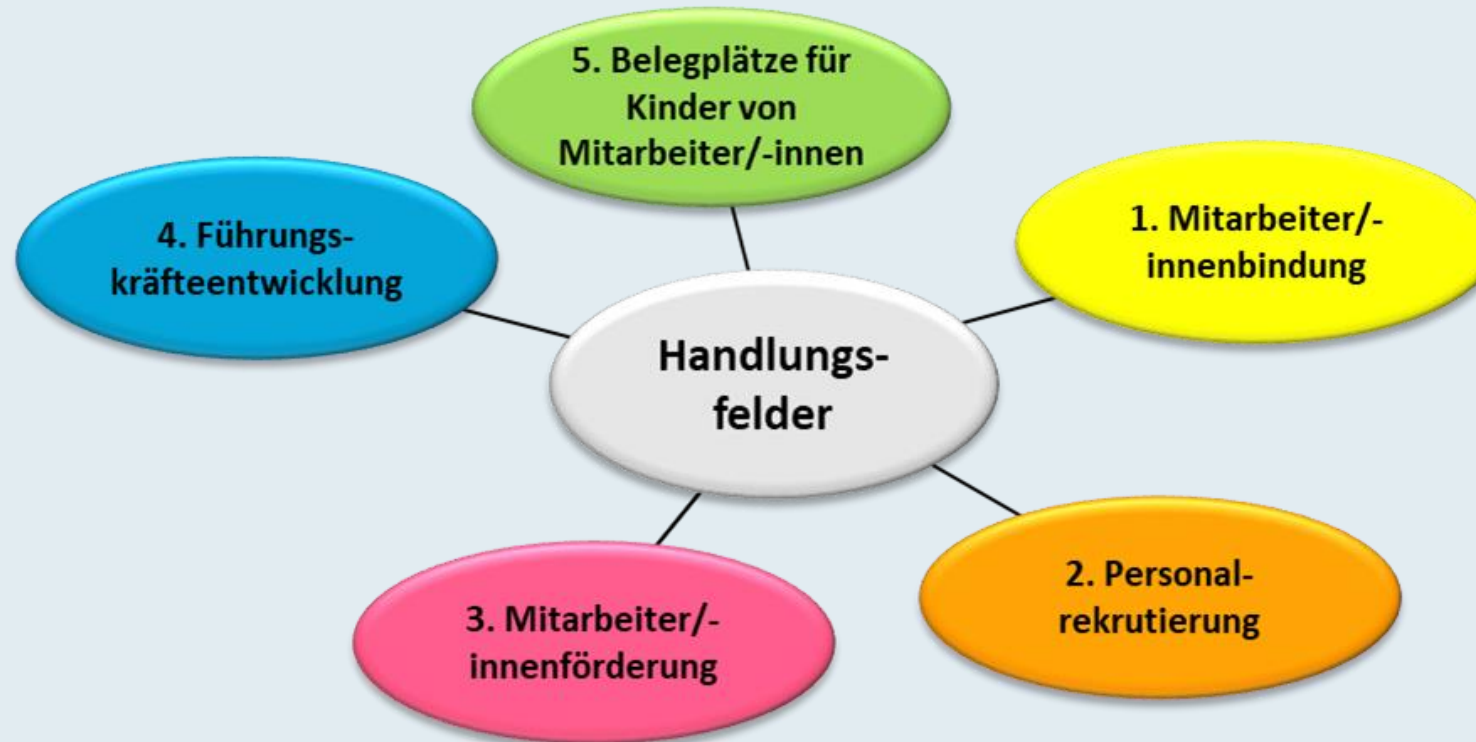 5. Belegplätze für
Kinder von
Mitarbeiter/-innen
4. Führungs-
kräfteentwicklung
1. Mitarbeiter/-
innenbindung
Handlungs-
felder
3. Mitarbeiter/-
innenförderung
2. Personal-
rekrutierung